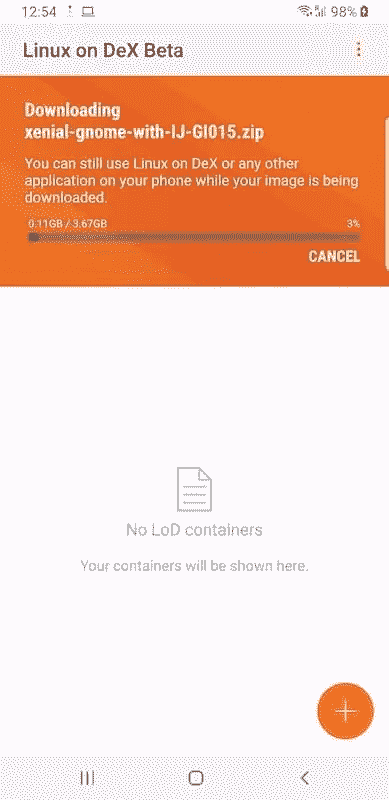 12:54 98%
Linux on DeX Beta
Downloading
xenial-gnome-with-IJ-GI015.zip
You can still use Linux on DeX or any other
application on your phone while your image is being
downloaded.
0.11GB / 3.67GB 3%
CANCEL
No LoD containers
Your containers will be shown here.